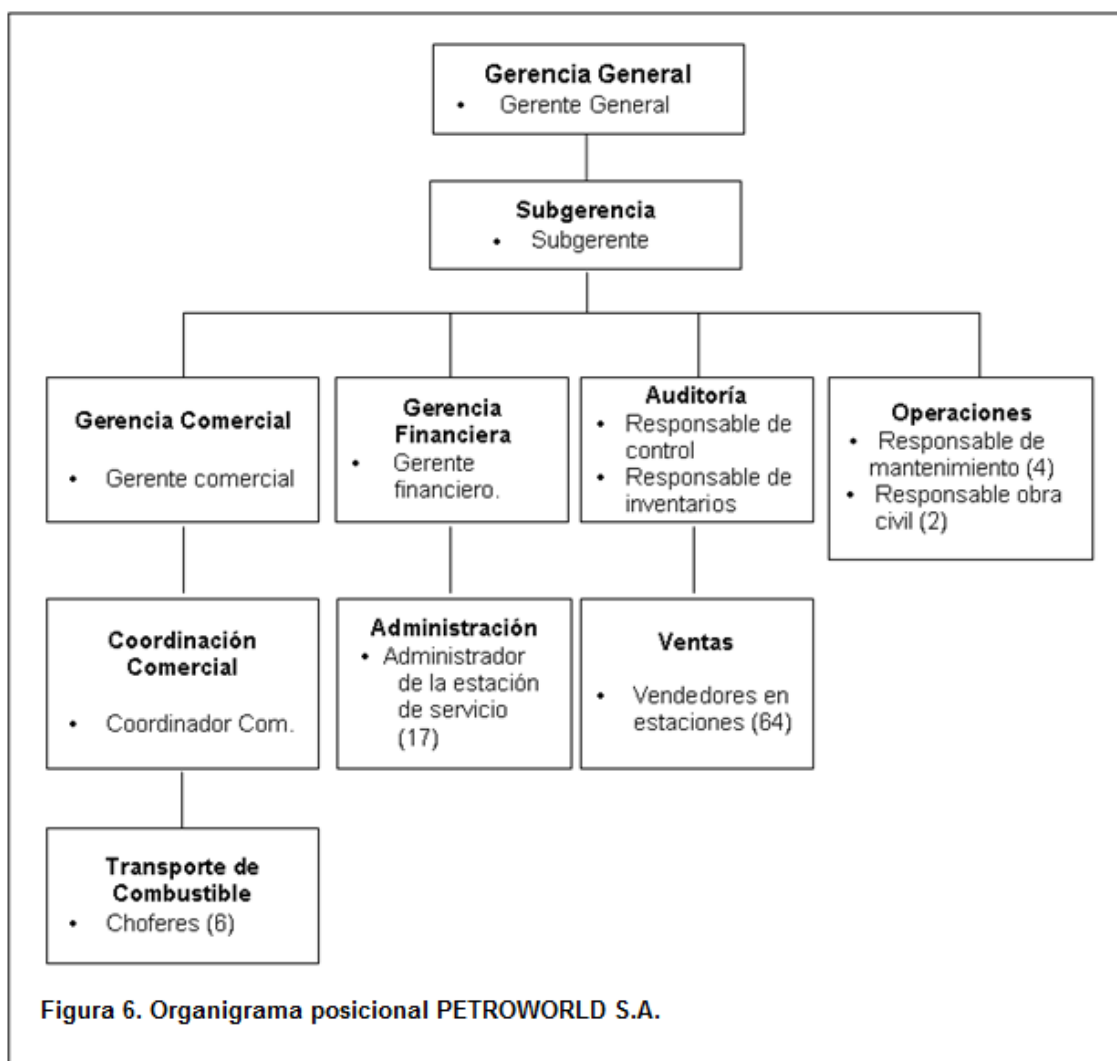 Gerencia General
• Gerente General
Subgerencia
• Subgerente
Gerencia Comercial
• Gerente comercial
Gerencia
Financiera
• Gerente
financiero.
Auditoría
• Responsable de
control
• Responsable de
inventarios
Operaciones
• Responsable de
mantenimiento (4)
• Responsable obra
civil (2)
Coordinación
Comercial
• Coordinador Com.
Administración
• Administrador
de la estación
de servicio
(17)
Ventas
• Vendedores en
estaciones (64)
Transporte de
Combustible
• Choferes (6)
Figura 6. Organigrama posicional PETROWORLD S.A.